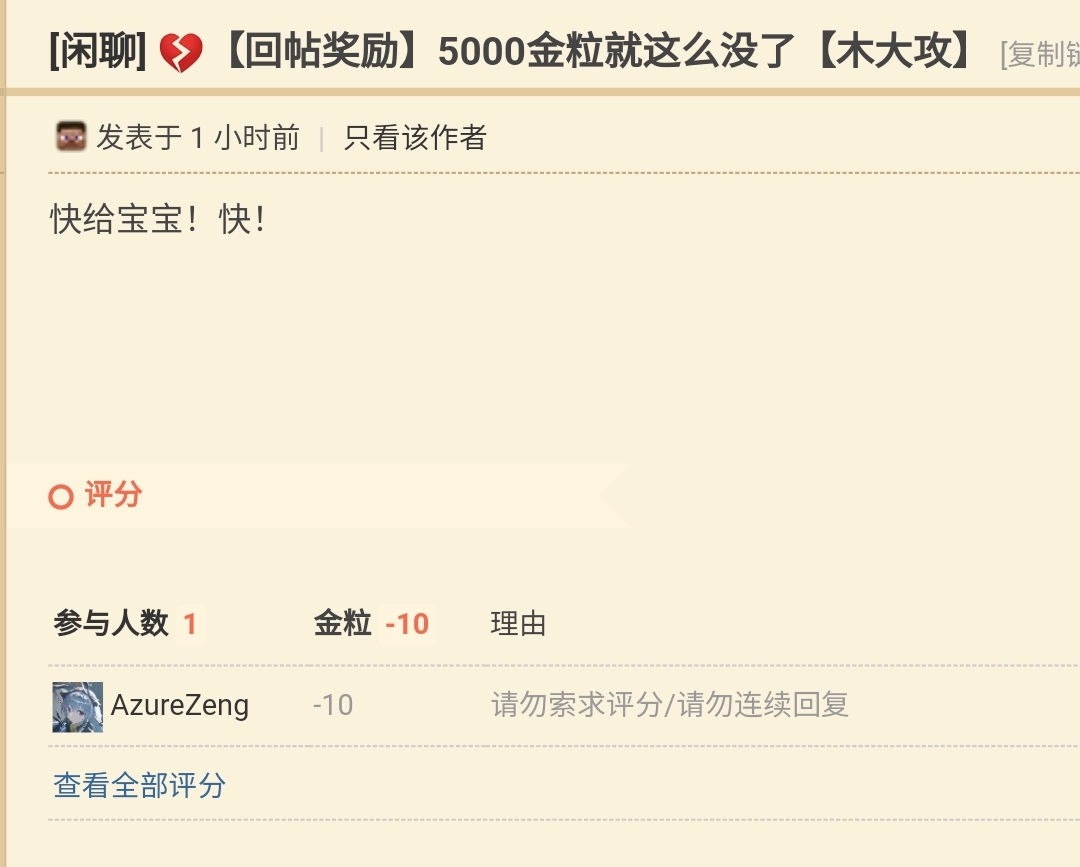 [闲聊] 💔【回帖奖励】5000金粒就这么没了【木大攻】 [复制
发表于 1 小时前 | 只看该作者
快给宝宝！快！
评分
参与人数 1 金粒 -10 理由
AzureZeng -10 请勿索求评分/请勿连续回复
查看全部评分